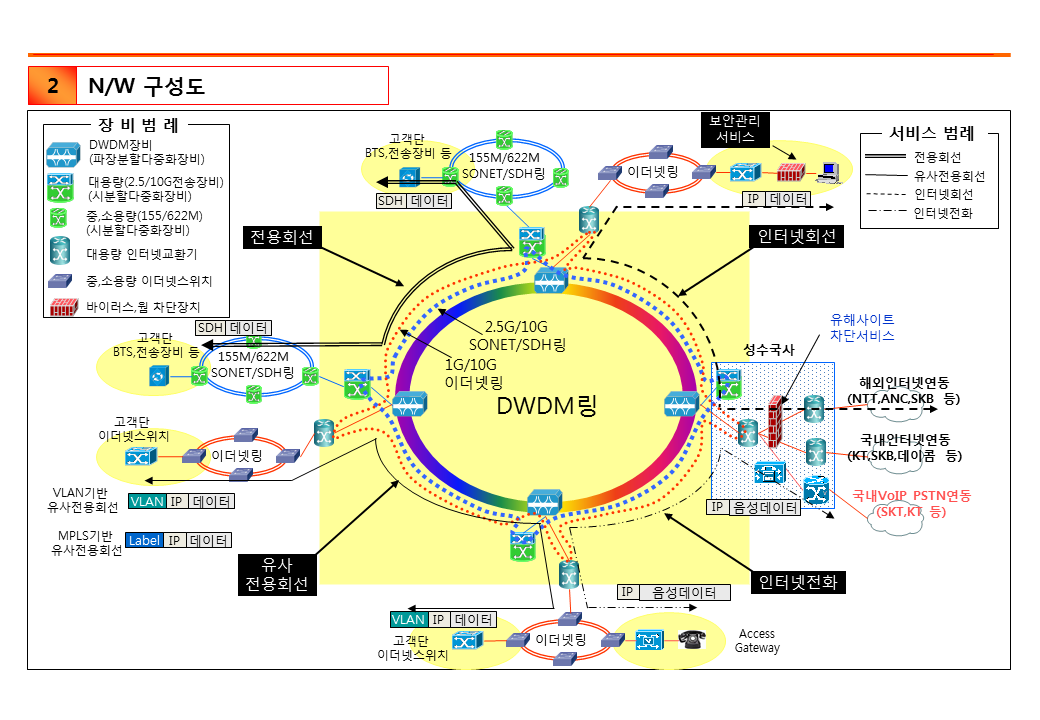 2 N/W 구성도
장 비 범 례
DWDM장비
(파장분할다중화장비)
대용량(2.5/10G전송장비)
(시분할다중화장비)
중,소용량(155/622M)
(시분할다중화장비)
대용량 인터넷교환기
중,소용량 이더넷스위치
바이러스,웜 차단장치
서비스 범례
전용회선
유사전용회선
인터넷회선
인터넷전화
고객단
BTS,전송장비 등
155M/622M
SONET/SDH링
SDH 데이터
이더넷링
보안관리
서비스
IP 데이터
전용회선
인터넷회선
2.5G/10G
SONET/SDH링
1G/10G
이더넷링
DWDM링
SDH 데이터
고객단
BTS,전송장비 등
155M/622M
SONET/SDH링
고객단
이더넷스위치
이더넷링
VLAN기반
유사전용회선
VLAN IP 데이터
MPLS기반
유사전용회선
Label IP 데이터
유사
전용회선
유해사이트
차단서비스
성수국사
해외인터넷연동
(NTT,ANC,SKB 등)
국내안터넷연동
(KT,SKB,데이콤 등)
국내VoIP_PSTN연동
(SKT,KT 등)
IP 음성데이터
인터넷전화
IP 음성데이터
VLAN IP 데이터
고객단
이더넷스위치
이더넷링
Access
Gateway